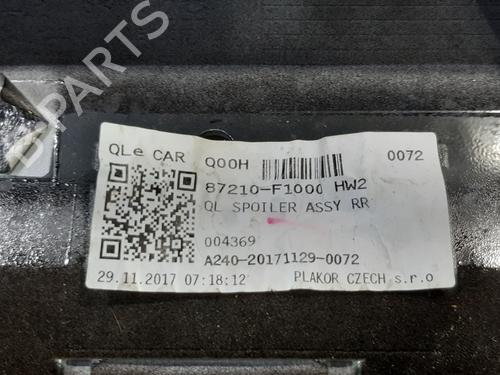 B-PARTS
QLe CAR Q00H 0072
87210-F1000 HW2
QL SPOILER ASSY RR
004369
A240-20171129-0072
29.11.2017 07:18:12 PLAKOR CZECH s.r.o